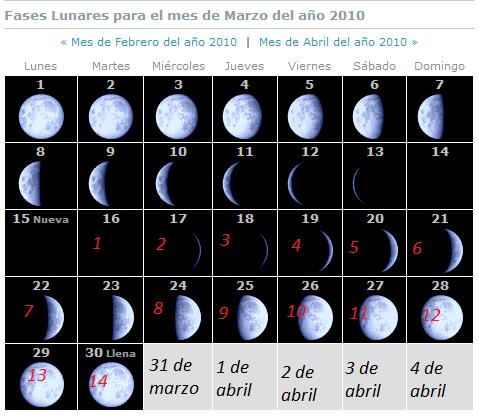 Fases Lunares para el mes de Marzo del año 2010
« Mes de Febrero del año 2010 | Mes de Abril del año 2010 »
Lunes Martes Miércoles Jueves Viernes Sábado Domingo
1 2 3 4 5 6 7
8 9 10 11 12 13 14
15 Nueva 16 17 18 19 20 21
1 2 3 4 5 6
22 23 24 25 26 27 28
7 8 9 10 11 12
29 30 Llena
13 14
31 de marzo
1 de abril
2 de abril
3 de abril
4 de abril